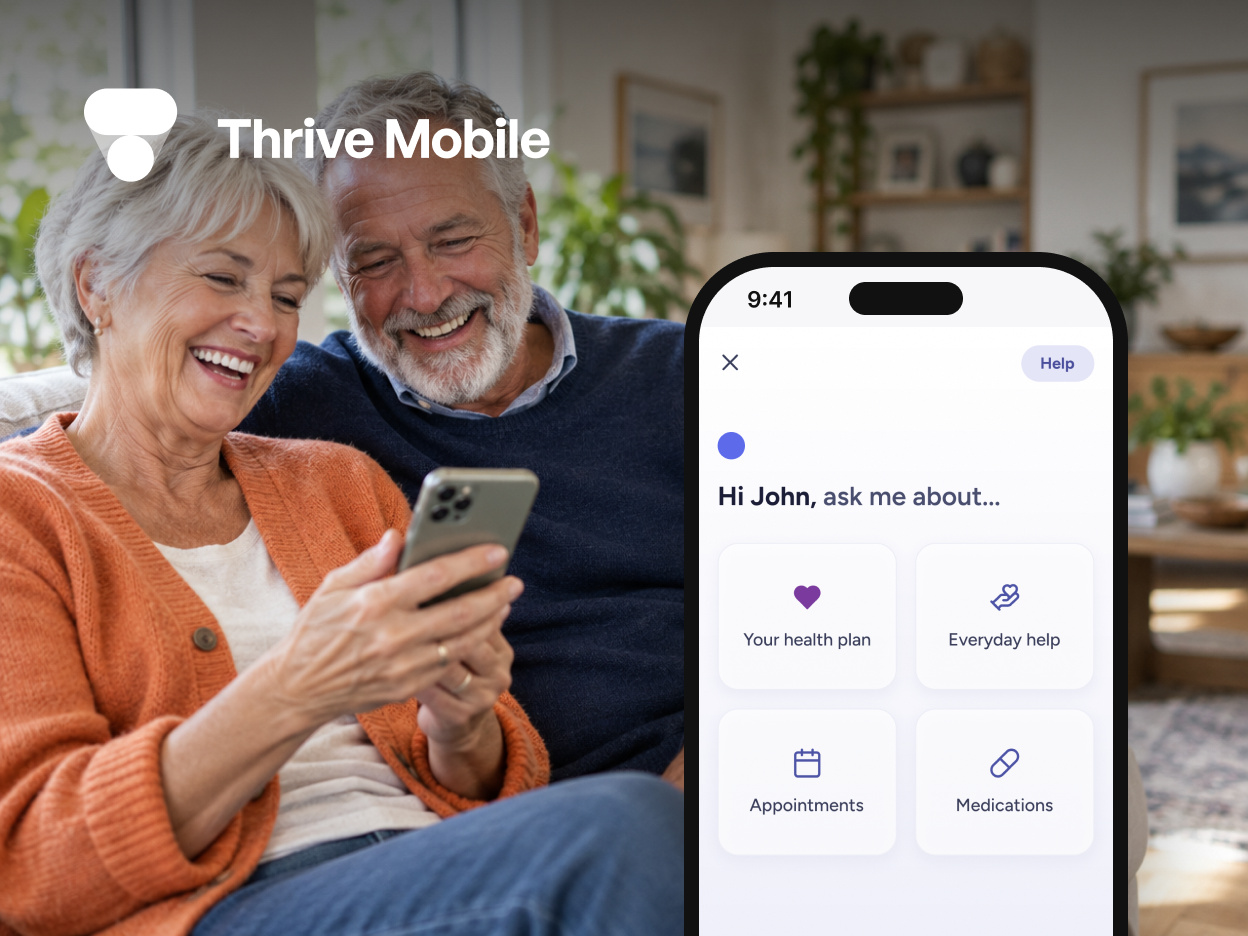 Thrive Mobile
9:41
Help
Hi John, ask me about...
Your health plan
Everyday help
Appointments
Medications